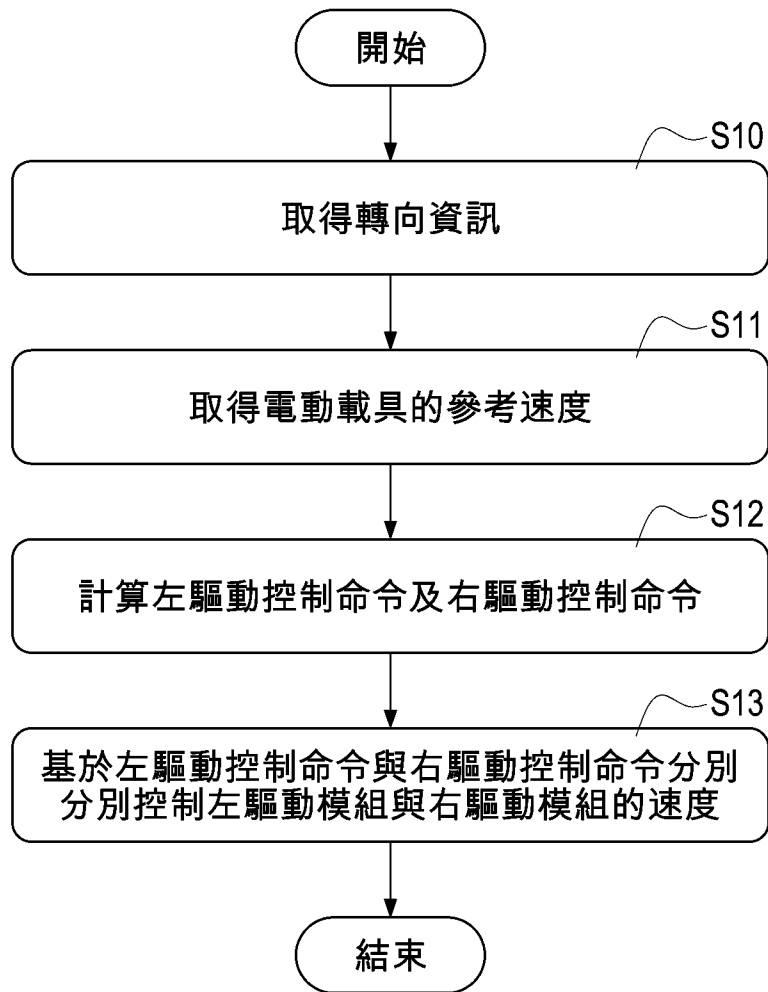 開始
S10
取得轉向資訊
S11
取得電動載具的參考速度
S12
計算左驅動控制命令及右驅動控制命令
S13
基於左驅動控制命令與右驅動控制命令分別
分別控制左驅動模組與右驅動模組的速度
結束